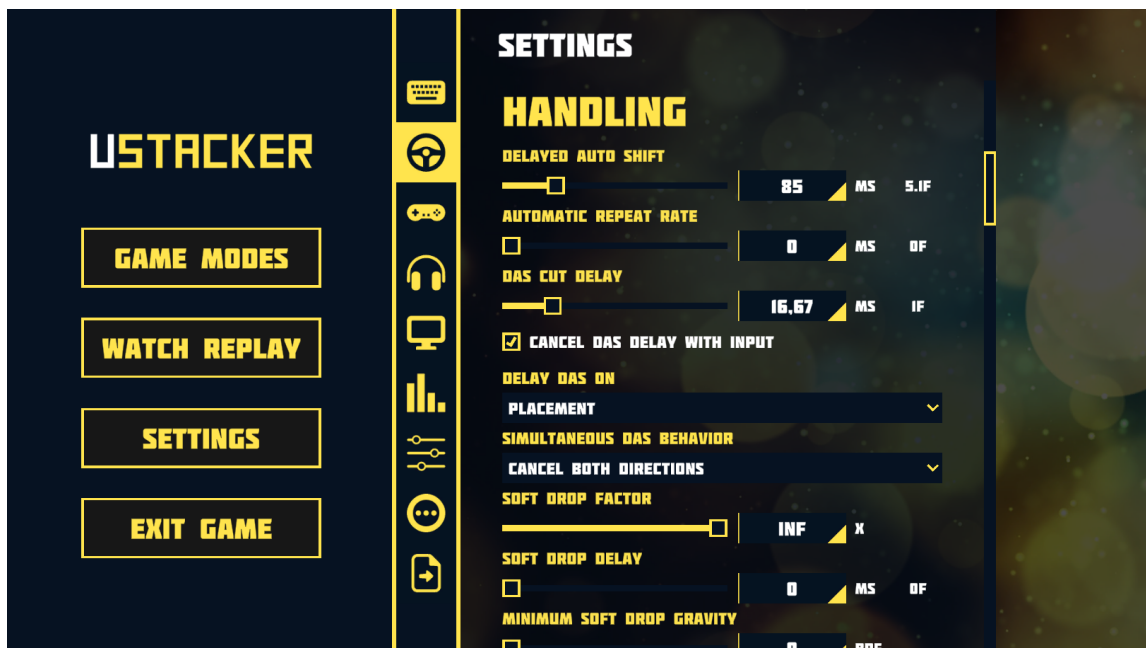 SETTINGS
USTACKER
GAME MODES
WATCH REPLAY
SETTINGS
EXIT GAME
HANDLING
DELAYED AUTO SHIFT
85 MS 5.1F
AUTOMATIC REPEAT RATE
0 MS 0F
DAS CUT DELAY
16,67 MS 1F
CANCEL DAS DELAY WITH INPUT
DELAY DAS ON
PLACEMENT
SIMULTANEOUS DAS BEHAVIOR
CANCEL BOTH DIRECTIONS
SOFT DROP FACTOR
INF X
SOFT DROP DELAY
0 MS 0F
MINIMUM SOFT DROP GRAVITY